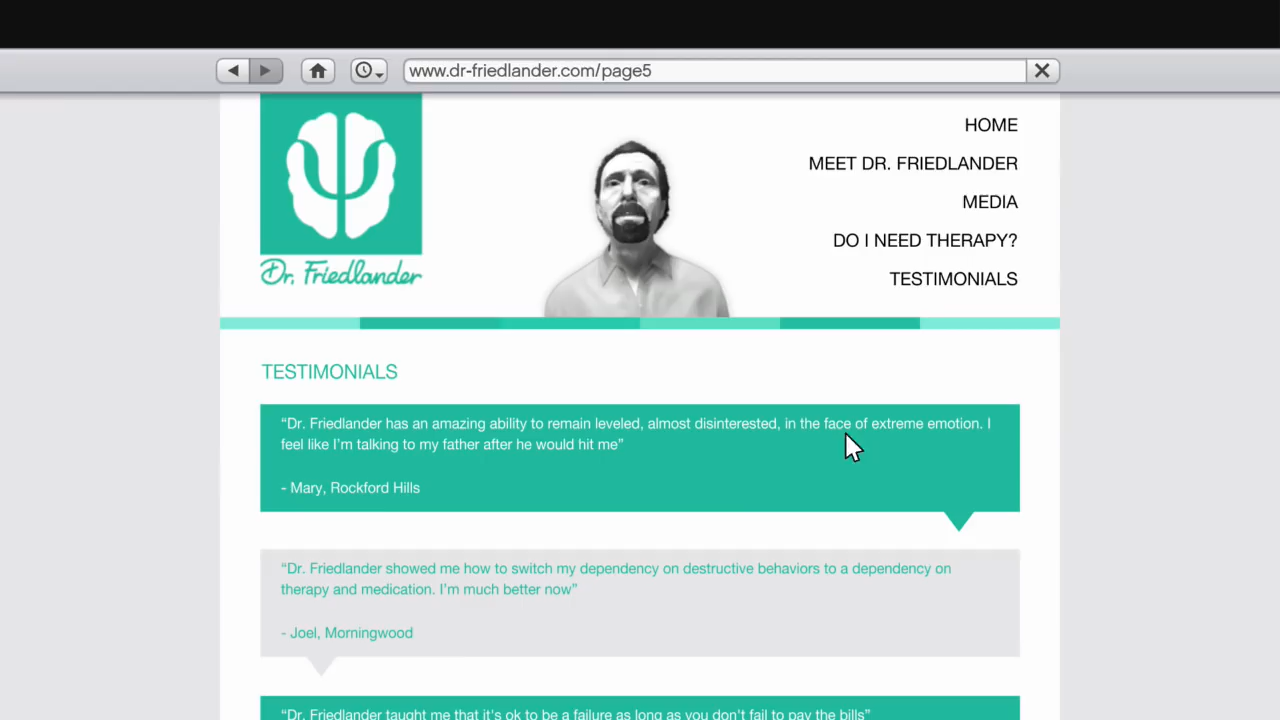 www.dr-friedlander.com/page5
Dr. Friedlander
HOME
MEET DR. FRIEDLANDER
MEDIA
DO I NEED THERAPY?
TESTIMONIALS
TESTIMONIALS
“Dr. Friedlander has an amazing ability to remain leveled, almost disinterested, in the face of extreme emotion. I
feel like I’m talking to my father after he would hit me”
- Mary, Rockford Hills
“Dr. Friedlander showed me how to switch my dependency on destructive behaviors to a dependency on
therapy and medication. I’m much better now”
- Joel, Morningwood
“Dr. Friedlander taught me that it's ok to be a failure as long as you don't fail to pay the bills”